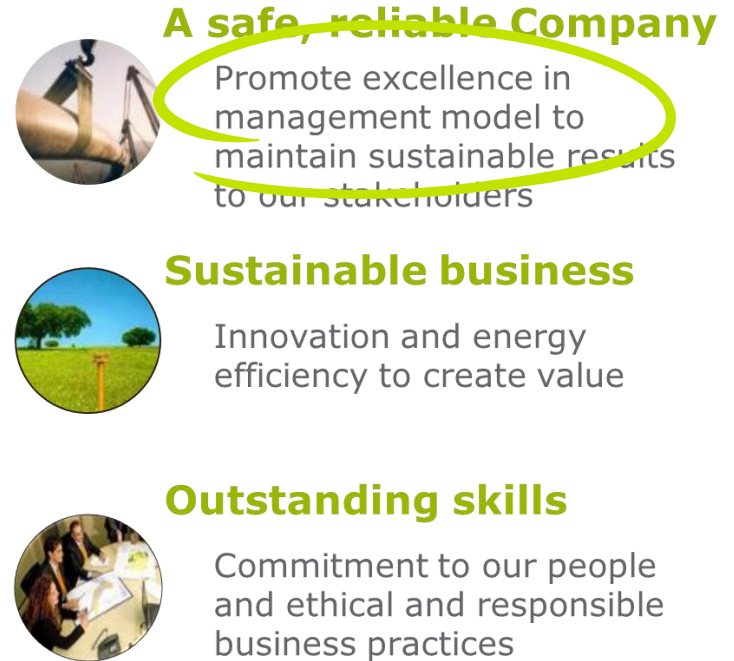 A safe, reliable Company
Promote excellence in
management model to
maintain sustainable results
to our stakeholders
Sustainable business
Innovation and energy
efficiency to create value
Outstanding skills
Commitment to our people
and ethical and responsible
business practices